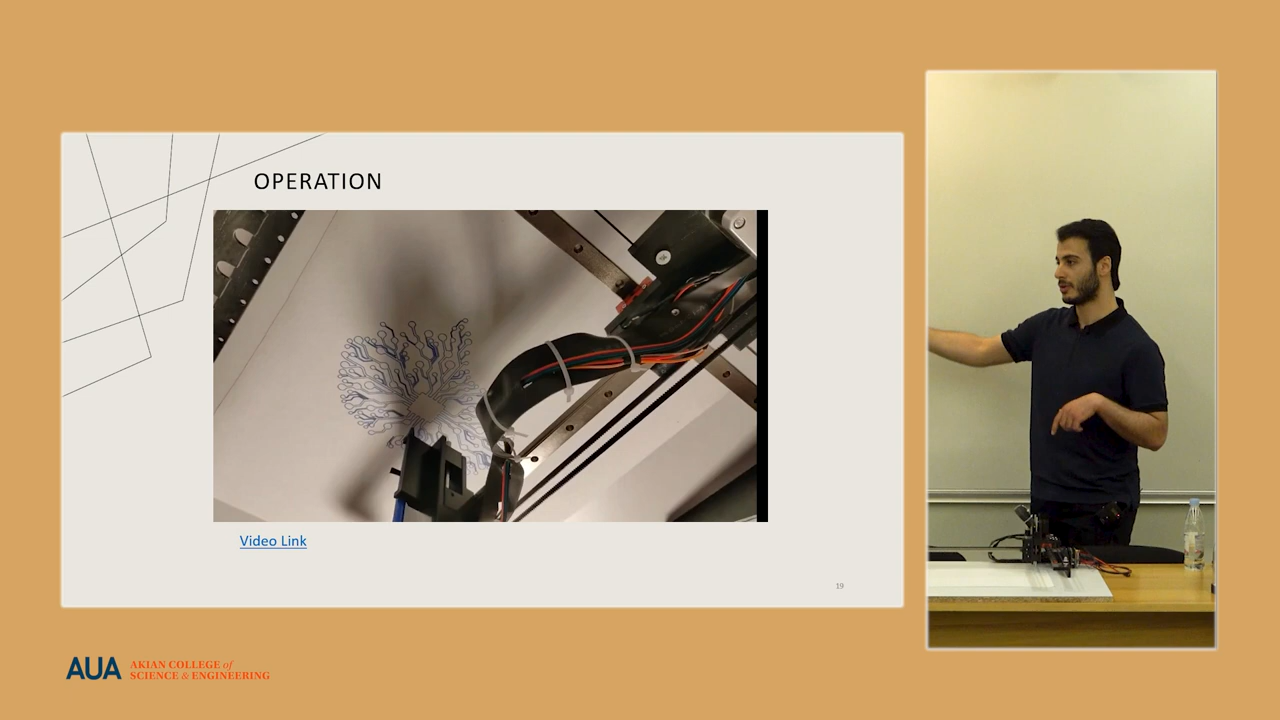 OPERATION
Video Link
19
AUA
AKIAN COLLEGE of
SCIENCE & ENGINEERING